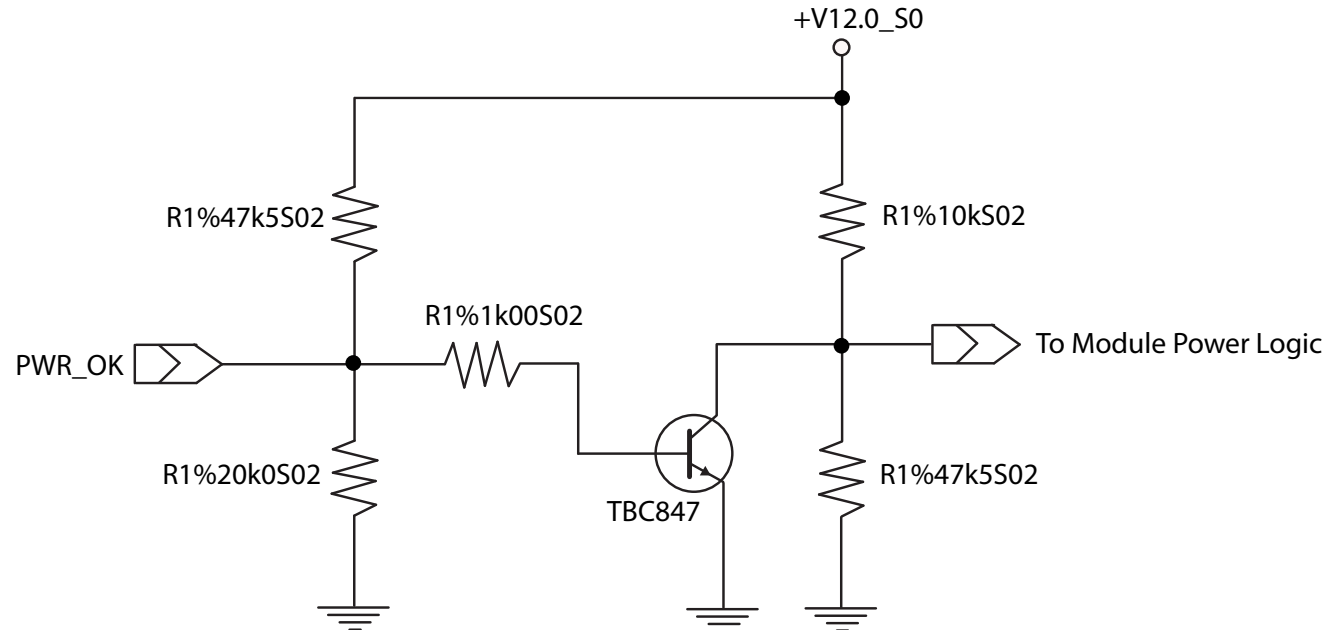 +V12.0_S0
R1%47k5S02
R1%10kS02
R1%1k00S02
PWR_OK
To Module Power Logic
R1%20k0S02
R1%47k5S02
TBC847